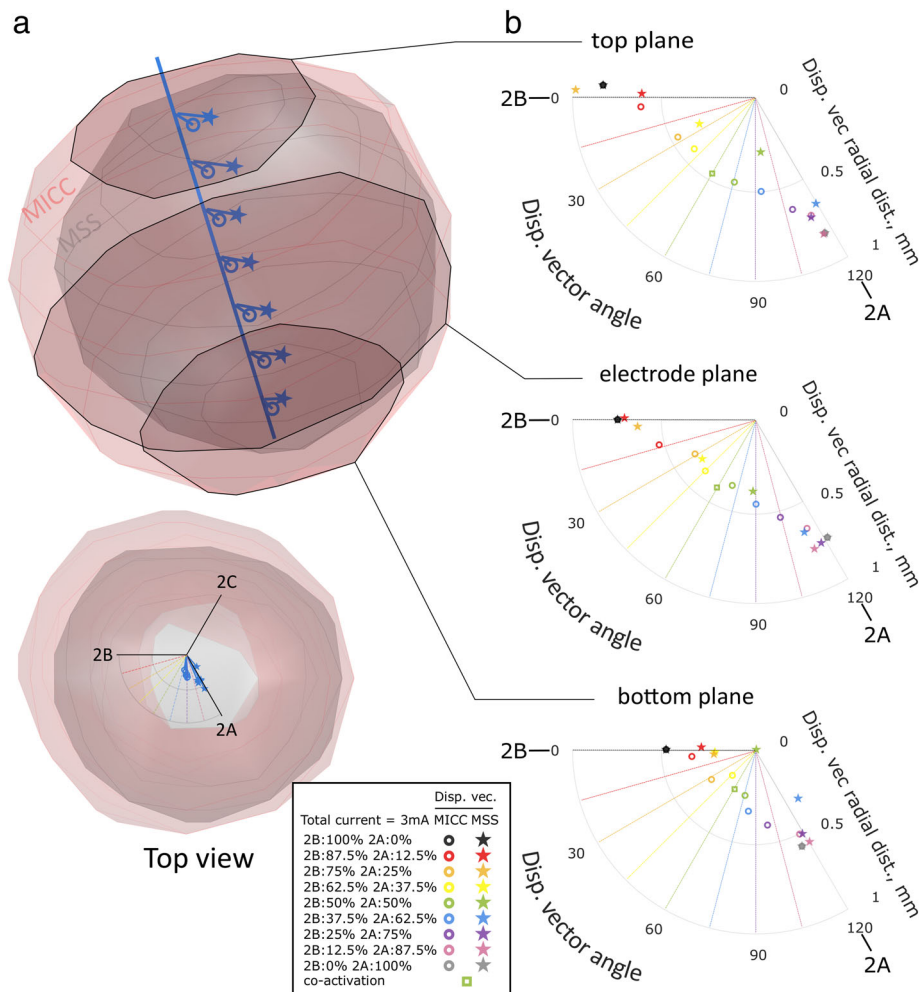 a
b
MICC
MSS
top plane
2B
0
30
60
90
120
2A
0
0.5
1
Disp. vec radial dist., mm
Disp. vector angle
electrode plane
2B
0
30
60
90
120
2A
0
0.5
1
Disp. vec radial dist., mm
Disp. vector angle
2C
2B
2A
Top view
bottom plane
2B
0
30
60
90
120
2A
0
0.5
1
Disp. vec radial dist., mm
Disp. vector angle
Disp. vec.
Total current = 3mA MICC MSS
2B:100% 2A:0%
2B:87.5% 2A:12.5%
2B:75% 2A:25%
2B:62.5% 2A:37.5%
2B:50% 2A:50%
2B:37.5% 2A:62.5%
2B:25% 2A:75%
2B:12.5% 2A:87.5%
2B:0% 2A:100%
co-activation